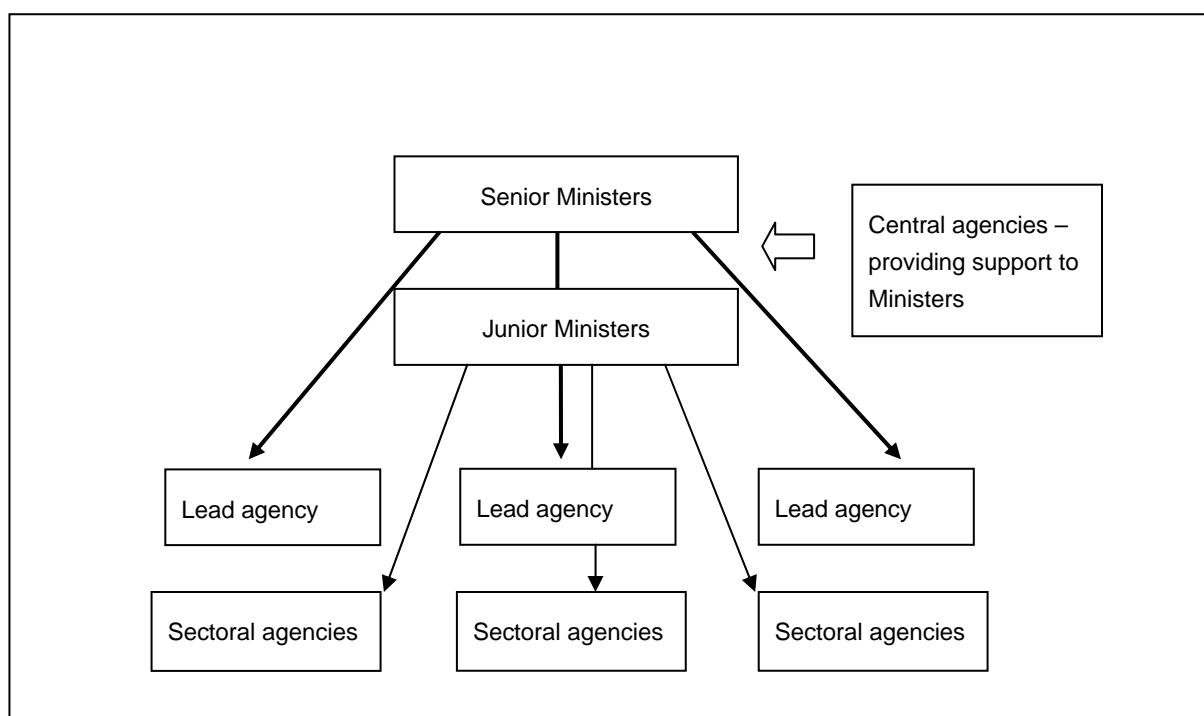 Senior Ministers
Central agencies –
providing support to
Ministers
Junior Ministers
Lead agency
Lead agency
Lead agency
Sectoral agencies
Sectoral agencies
Sectoral agencies